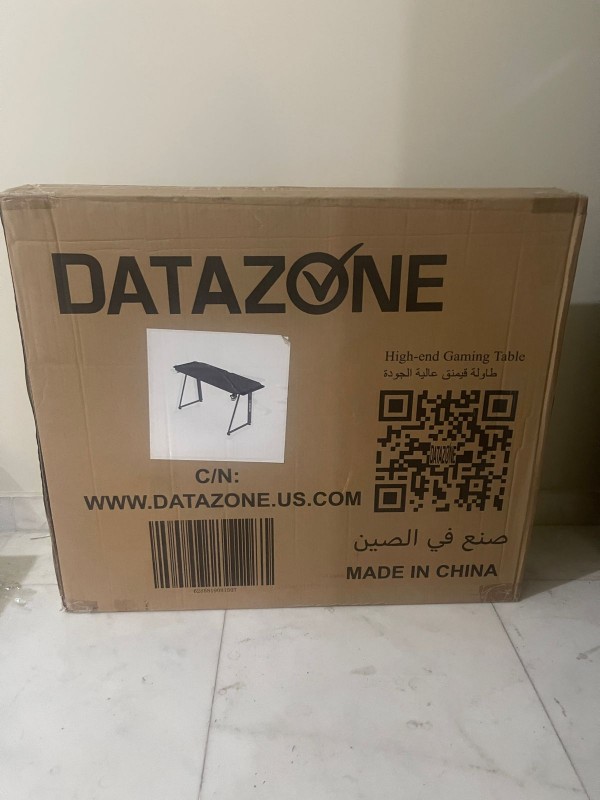 DATAZONE
High-end Gaming Table
طاولة قيمنق عالية الجودة
DATAZONE
C/N:
WWW.DATAZONE.US.COM
صنع في الصين
MADE IN CHINA